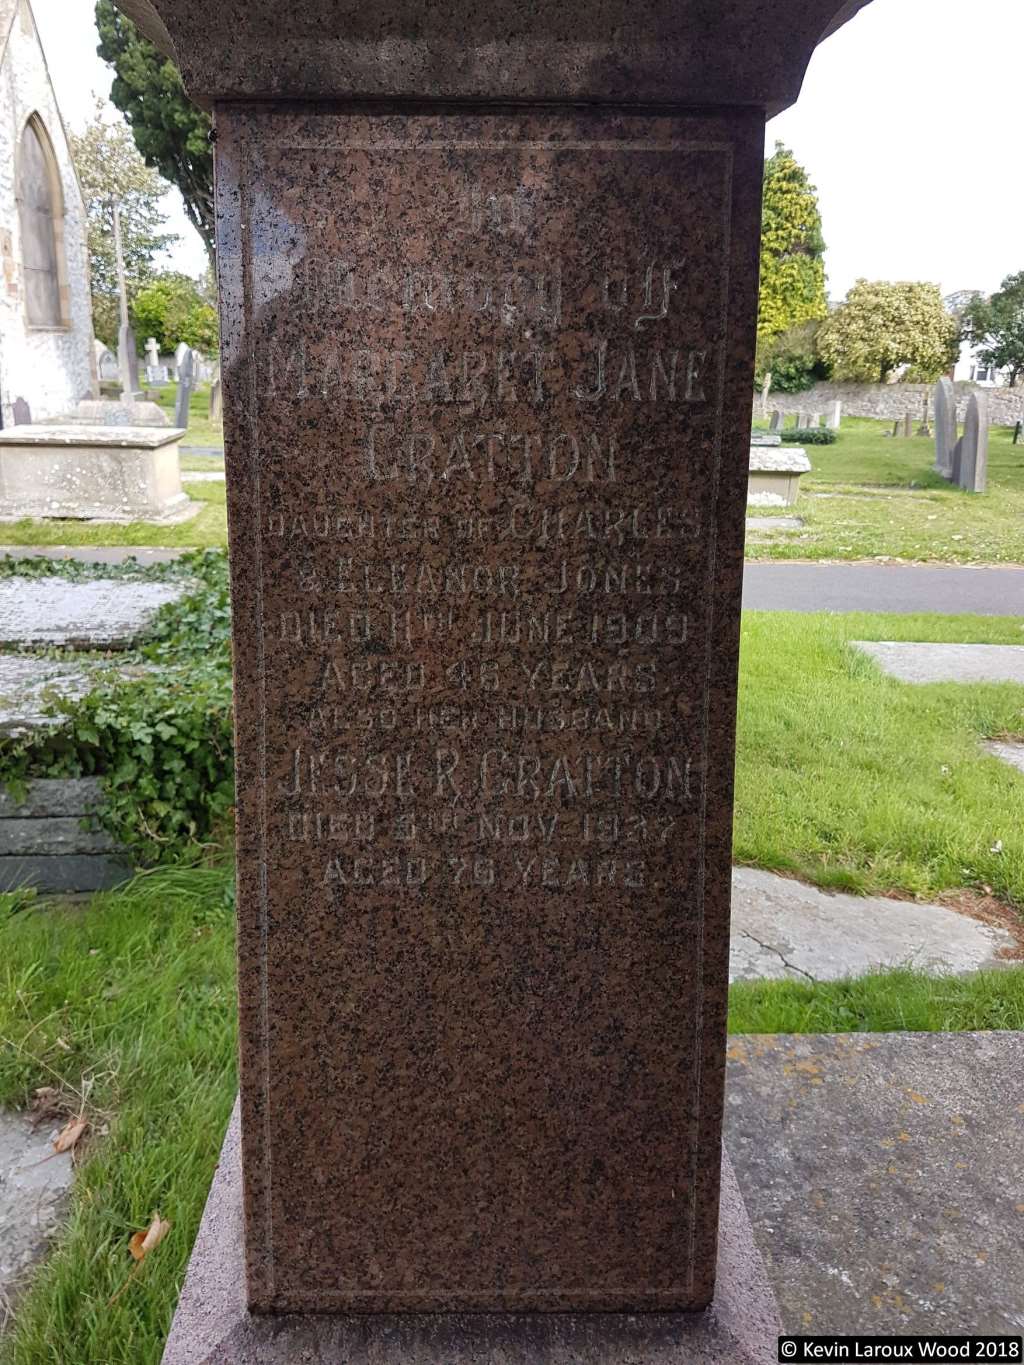 In
Memory of
MARGARET JANE
GRATTON
DAUGHTER OF CHARLES
& ELEANOR JONES
DIED 11TH JUNE 1909
AGED 46 YEARS.
ALSO HER HUSBAND
JESSE R. GRATTON
DIED 5TH NOV. 1937
AGED 76 YEARS.
© Kevin Laroux Wood 2018